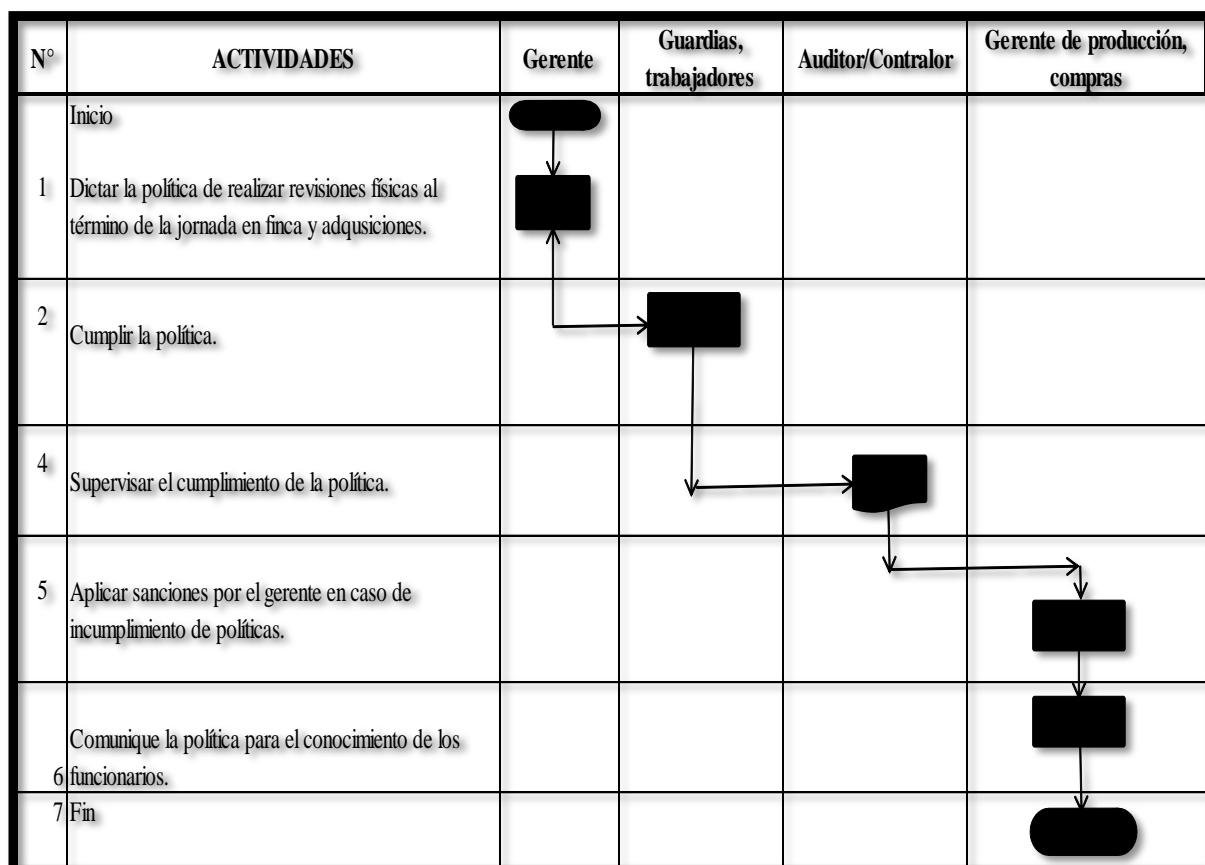 N°
ACTIVIDADES
Gerente
Guardias,
trabajadores
Auditor/Contralor
Gerente de producción,
compras
Inicio
1
Dictar la política de realizar revisiones físicas al
término de la jornada en finca y adqusiciones.
2
Cumplir la política.
4
Supervisar el cumplimiento de la política.
5
Aplicar sanciones por el gerente en caso de
incumplimiento de políticas.
Comunique la política para el conocimiento de los
6 funcionarios.
7 Fin